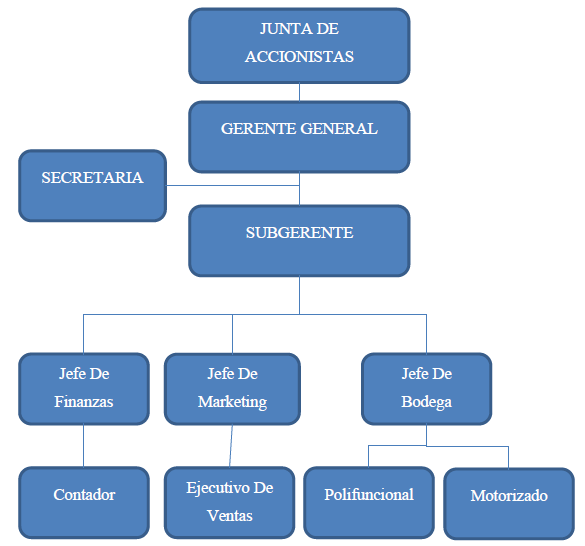 JUNTA DE
ACCIONISTAS
GERENTE GENERAL
SECRETARIA
SUBGERENTE
Jefe De
Finanzas
Jefe De
Marketing
Jefe De
Bodega
Contador
Ejecutivo De
Ventas
Polifuncional
Motorizado